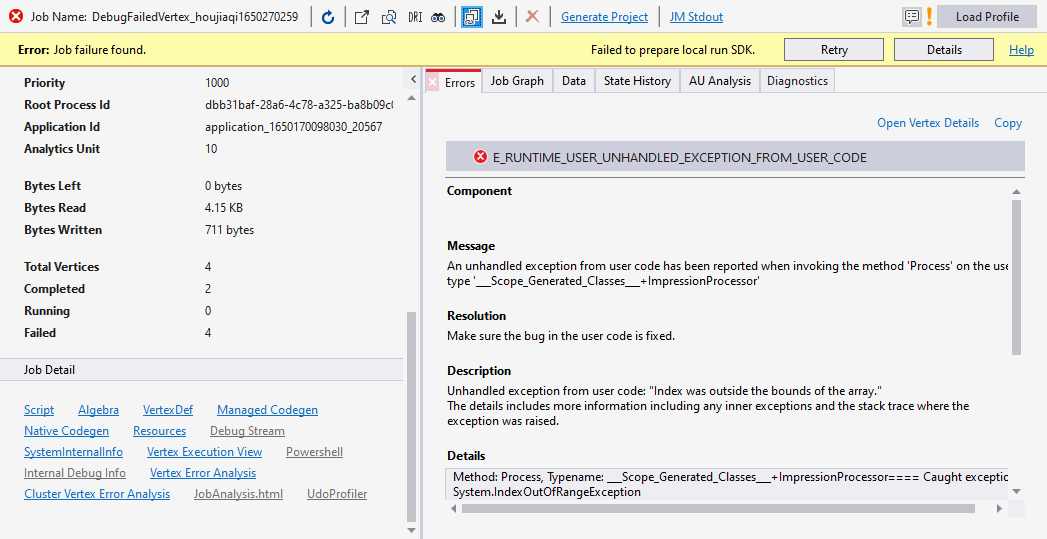 Job Name: DebugFailedVertex_houjiaqi1650270259 DRI Generate Project JM Stdout Load Profile
Error: Job failure found. Failed to prepare local run SDK. Retry Details Help
Priority 1000
Root Process Id dbb31baf-28a6-4c78-a325-ba8b09c
Application Id application_1650170098030_20567
Analytics Unit 10
Bytes Left 0 bytes
Bytes Read 4.15 KB
Bytes Written 711 bytes
Total Vertices 4
Completed 2
Running 0
Failed 4
Job Detail
Script Algebra VertexDef Managed Codegen
Native Codegen Resources Debug Stream
SystemInternalInfo Vertex Execution View Powershell
Internal Debug Info Vertex Error Analysis
Cluster Vertex Error Analysis JobAnalysis.html UdoProfiler
Errors Job Graph Data State History AU Analysis Diagnostics
Open Vertex Details Copy
E_RUNTIME_USER_UNHANDLED_EXCEPTION_FROM_USER_CODE
Component
Message
An unhandled exception from user code has been reported when invoking the method 'Process' on the use
type '___Scope_Generated_Classes___+ImpressionProcessor'
Resolution
Make sure the bug in the user code is fixed.
Description
Unhandled exception from user code: "Index was outside the bounds of the array."
The details includes more information including any inner exceptions and the stack trace where the
exception was raised.
Details
Method: Process, Typename: ___Scope_Generated_Classes___+ImpressionProcessor==== Caught exceptic
System.IndexOutOfRangeException